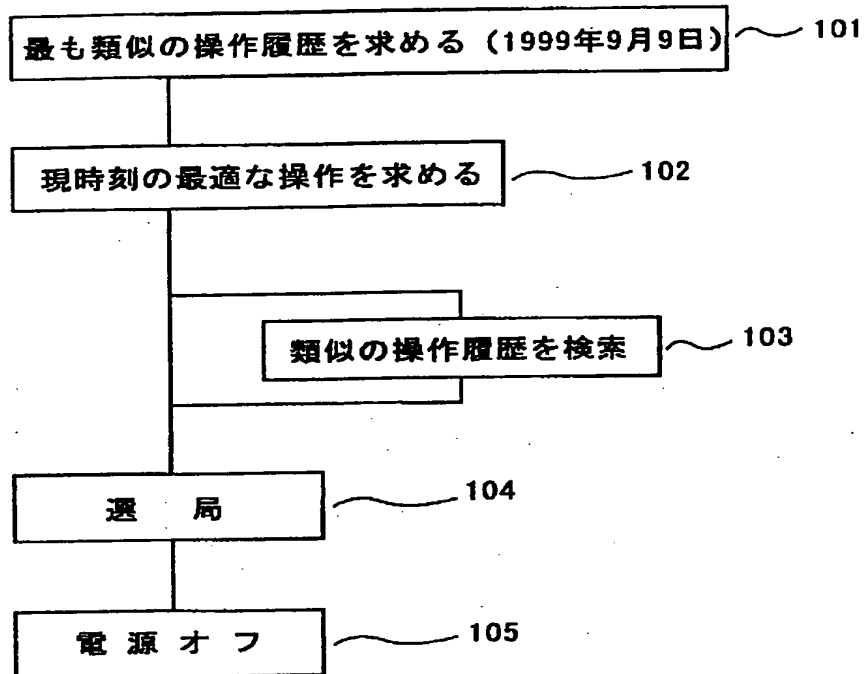 最も類似の操作履歴を求める (1999年9月9日)
101
現時刻の最適な操作を求める
102
類似の操作履歴を検索
103
選 局
104
電源オフ
105